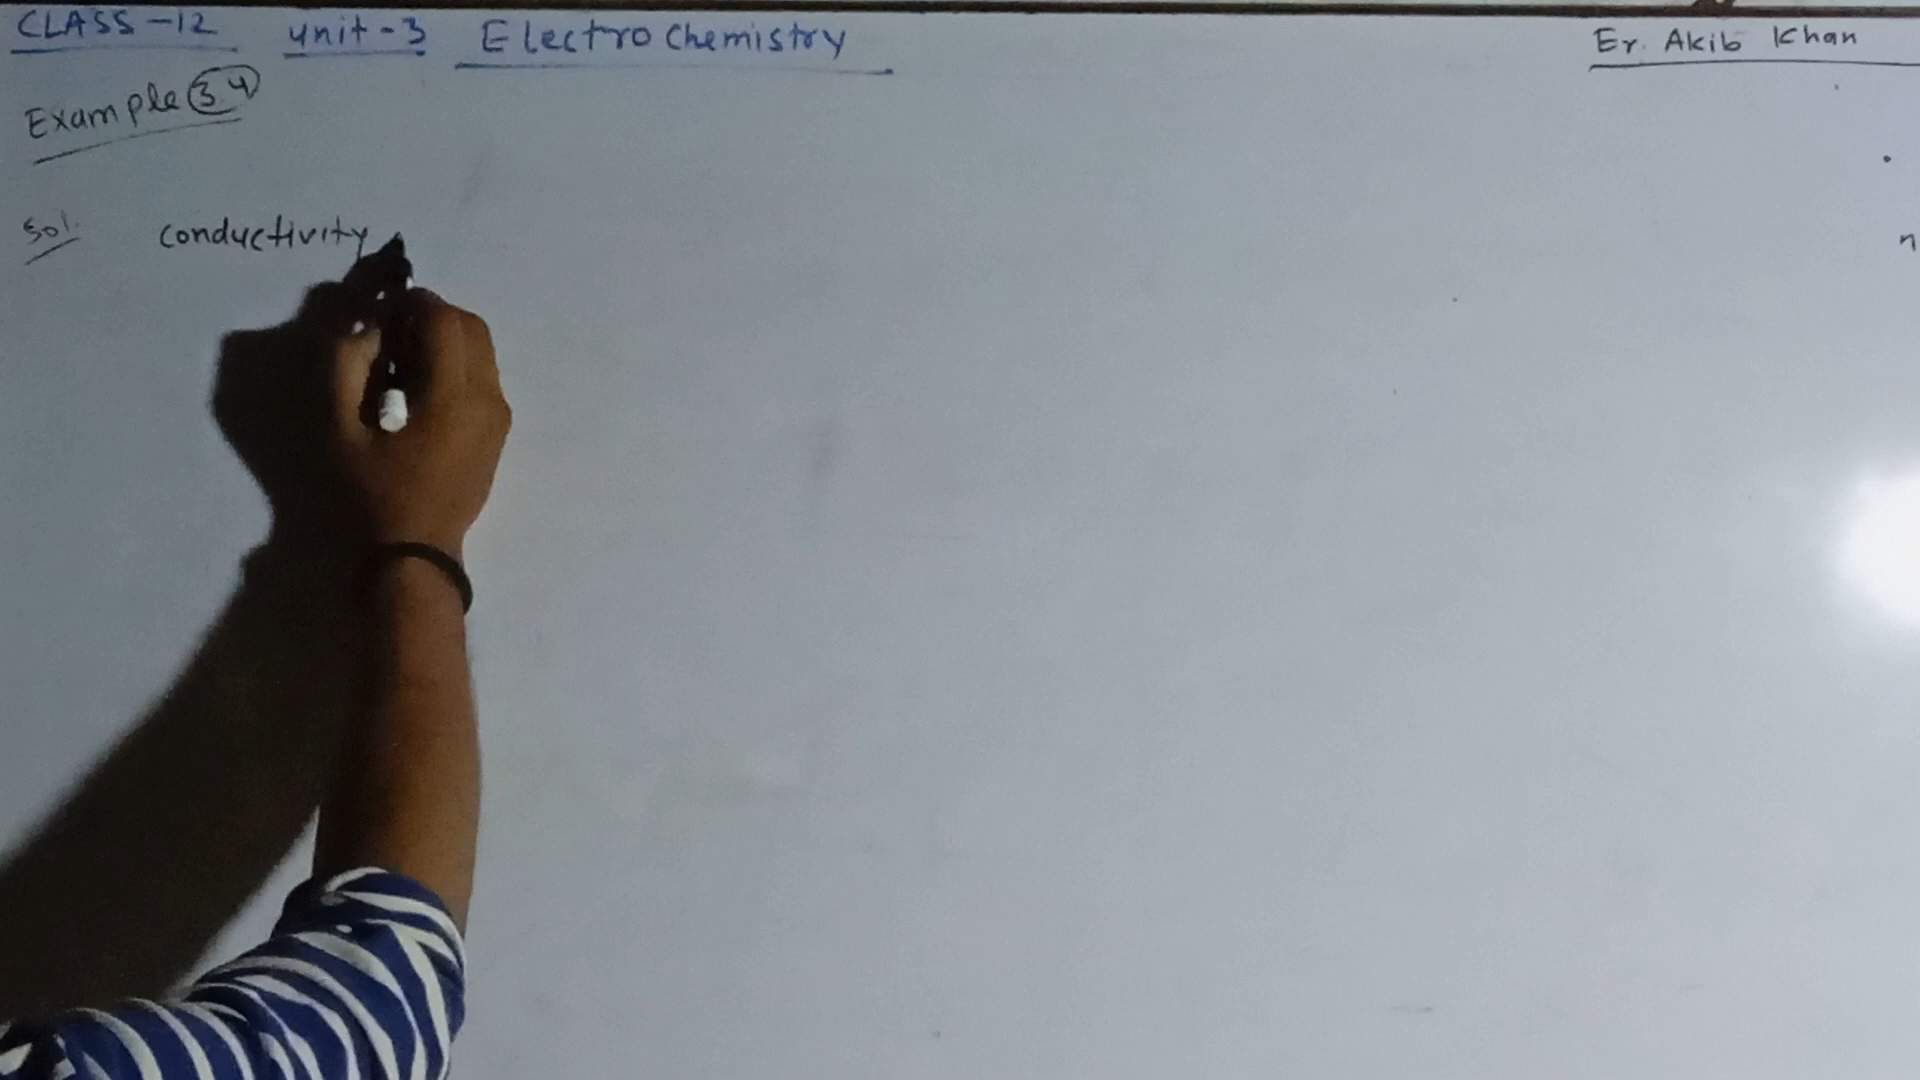 CLASS-12 unit-3 Electro Chemistry Er. Akib Khan
Example 3.4
Sol. conductivity
n